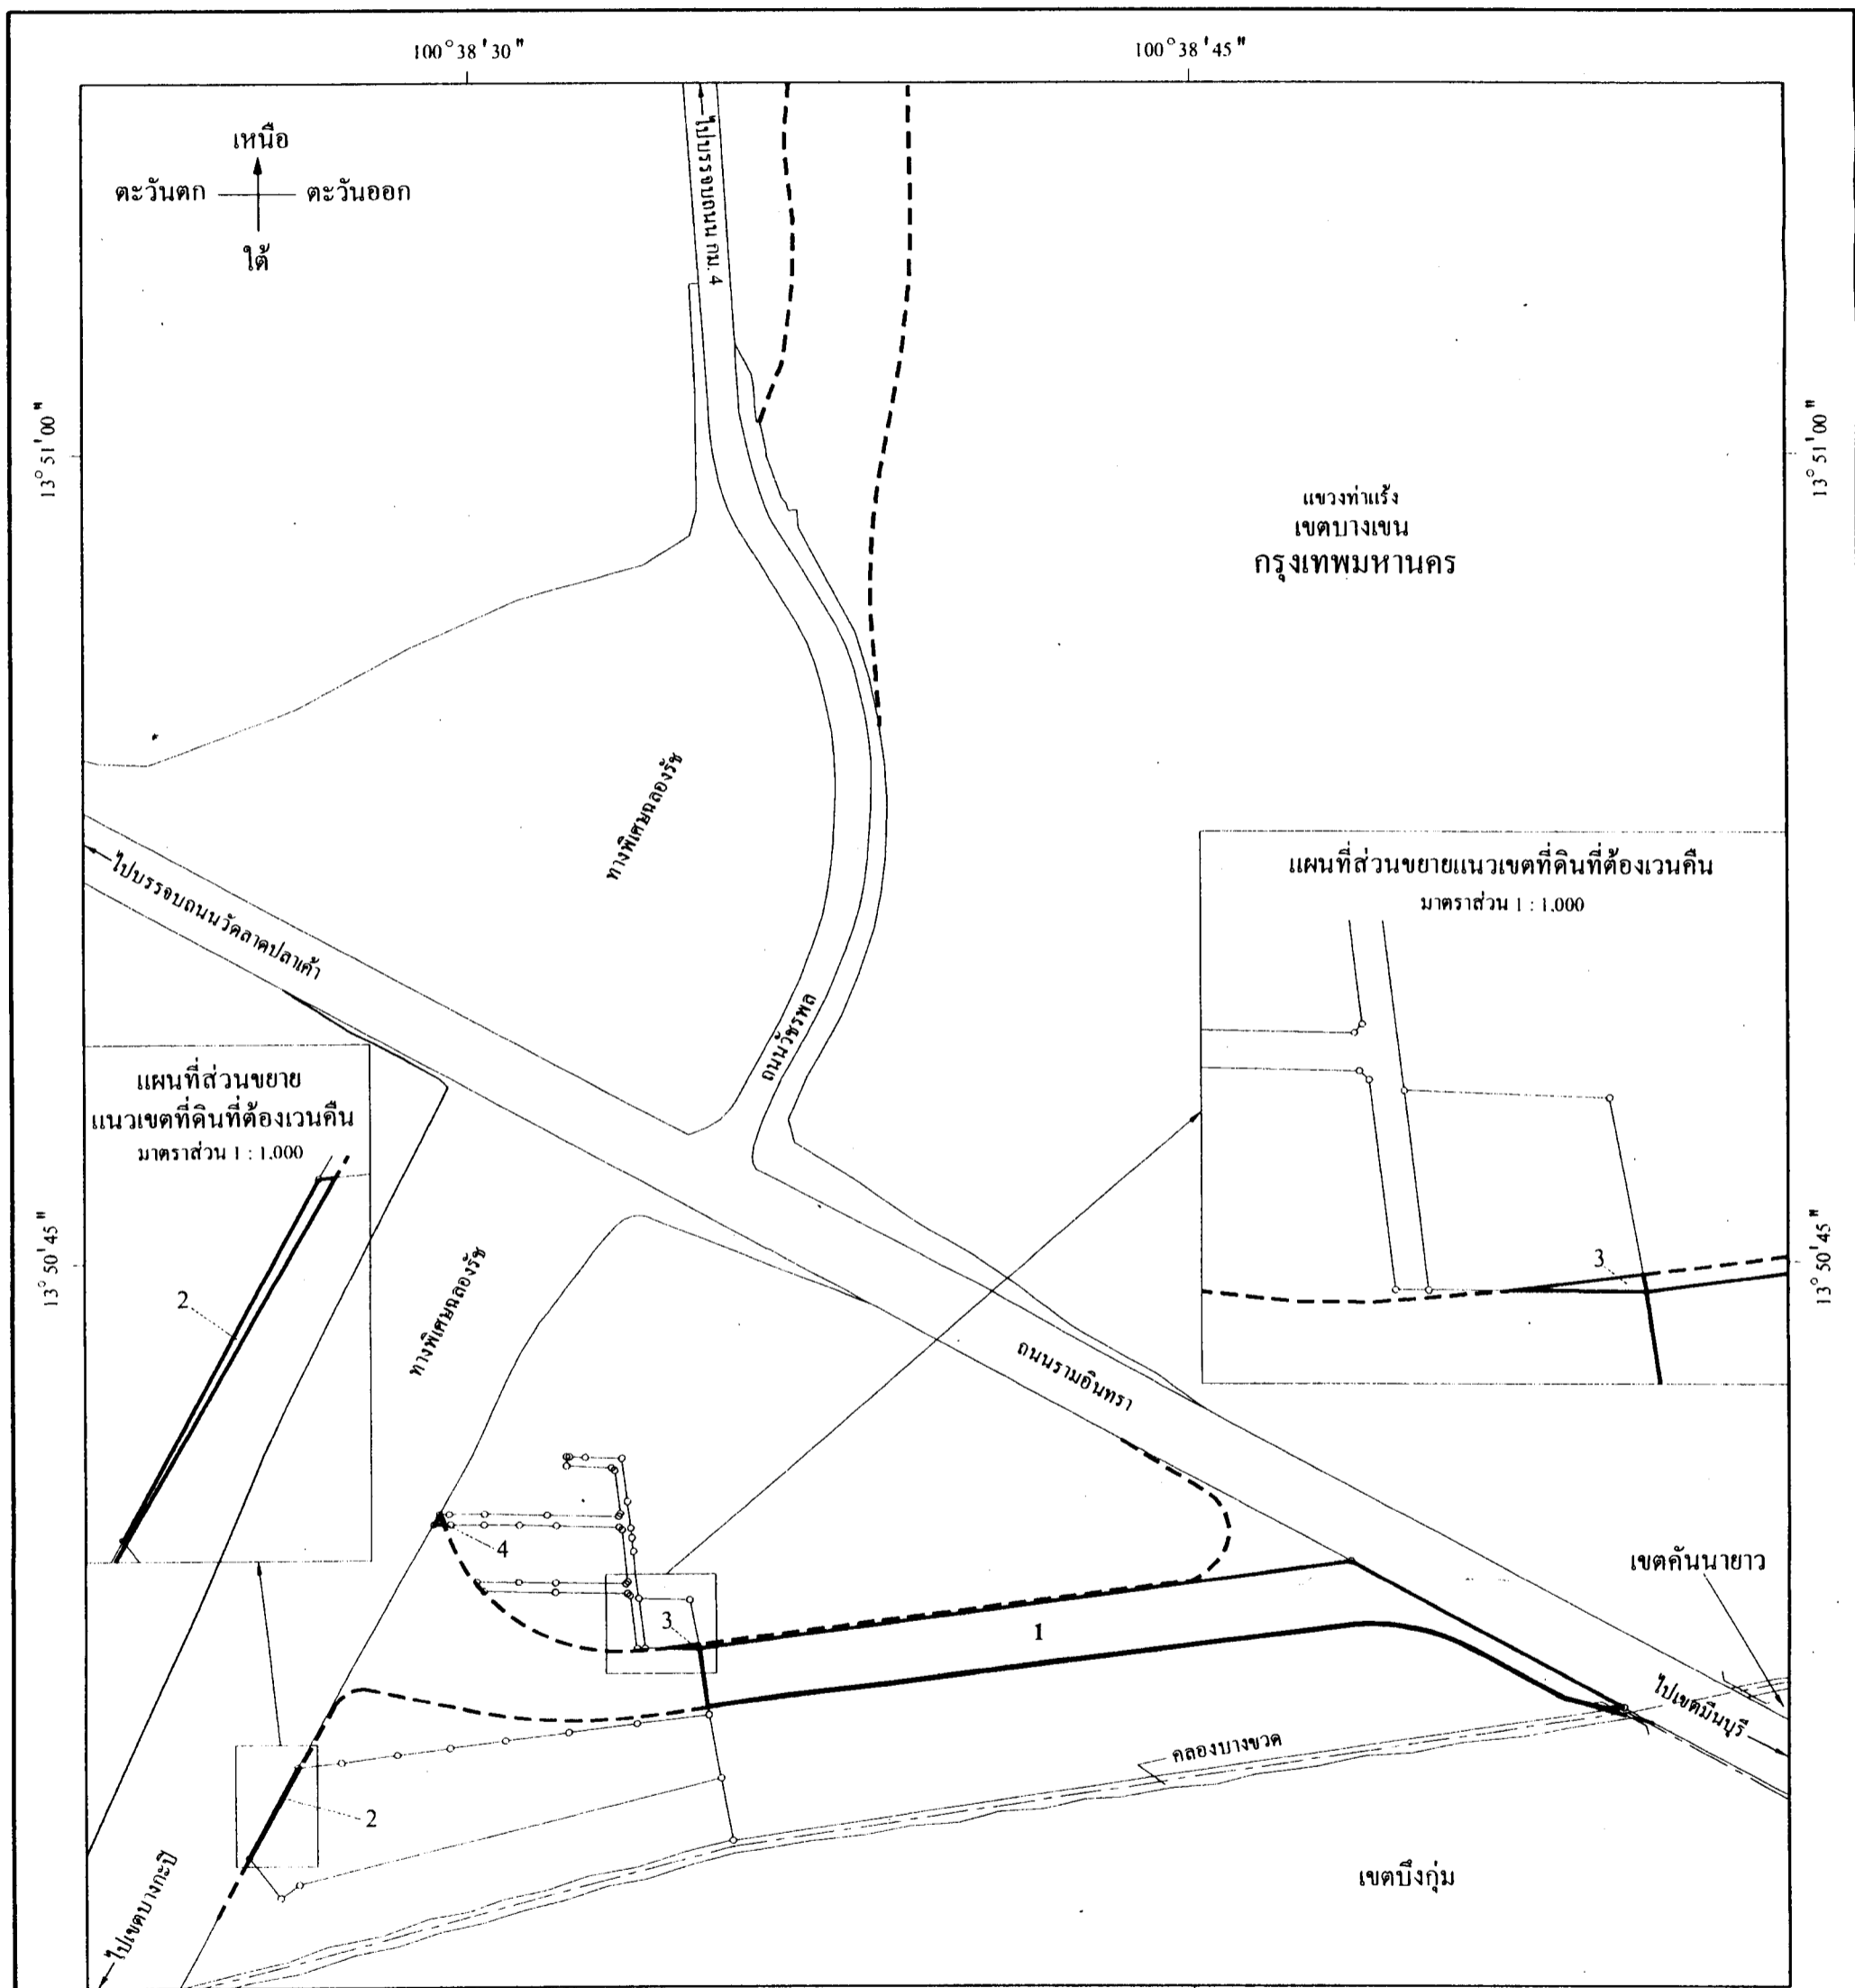 100°38'30"
100°38'45"
เหนือ
ตะวันตก
ตะวันออก
ใต้
ไปบรรจบถนน กม.4
13°51'00"
13°51'00"
แขวงท่าแร้ง
เขตบางเขน
กรุงเทพมหานคร
ทางพิเศษฉลองรัช
ไปบรรจบถนนวัดลาดปลาเค้า
แผนที่ส่วนขยายแนวเขตที่ดินที่ต้องเวนคืน
มาตราส่วน 1 : 1,000
3
ถนนวัชรพล
แผนที่ส่วนขยาย
แนวเขตที่ดินที่ต้องเวนคืน
มาตราส่วน 1 : 1,000
2
13°50'45"
13°50'45"
ทางพิเศษฉลองรัช
ถนนรามอินทรา
4
เขตคันนายาว
3
1
ไปเขตมีนบุรี
คลองบางขวด
2
เขตบึงกุ่ม
ไปเขตบางกะปิ